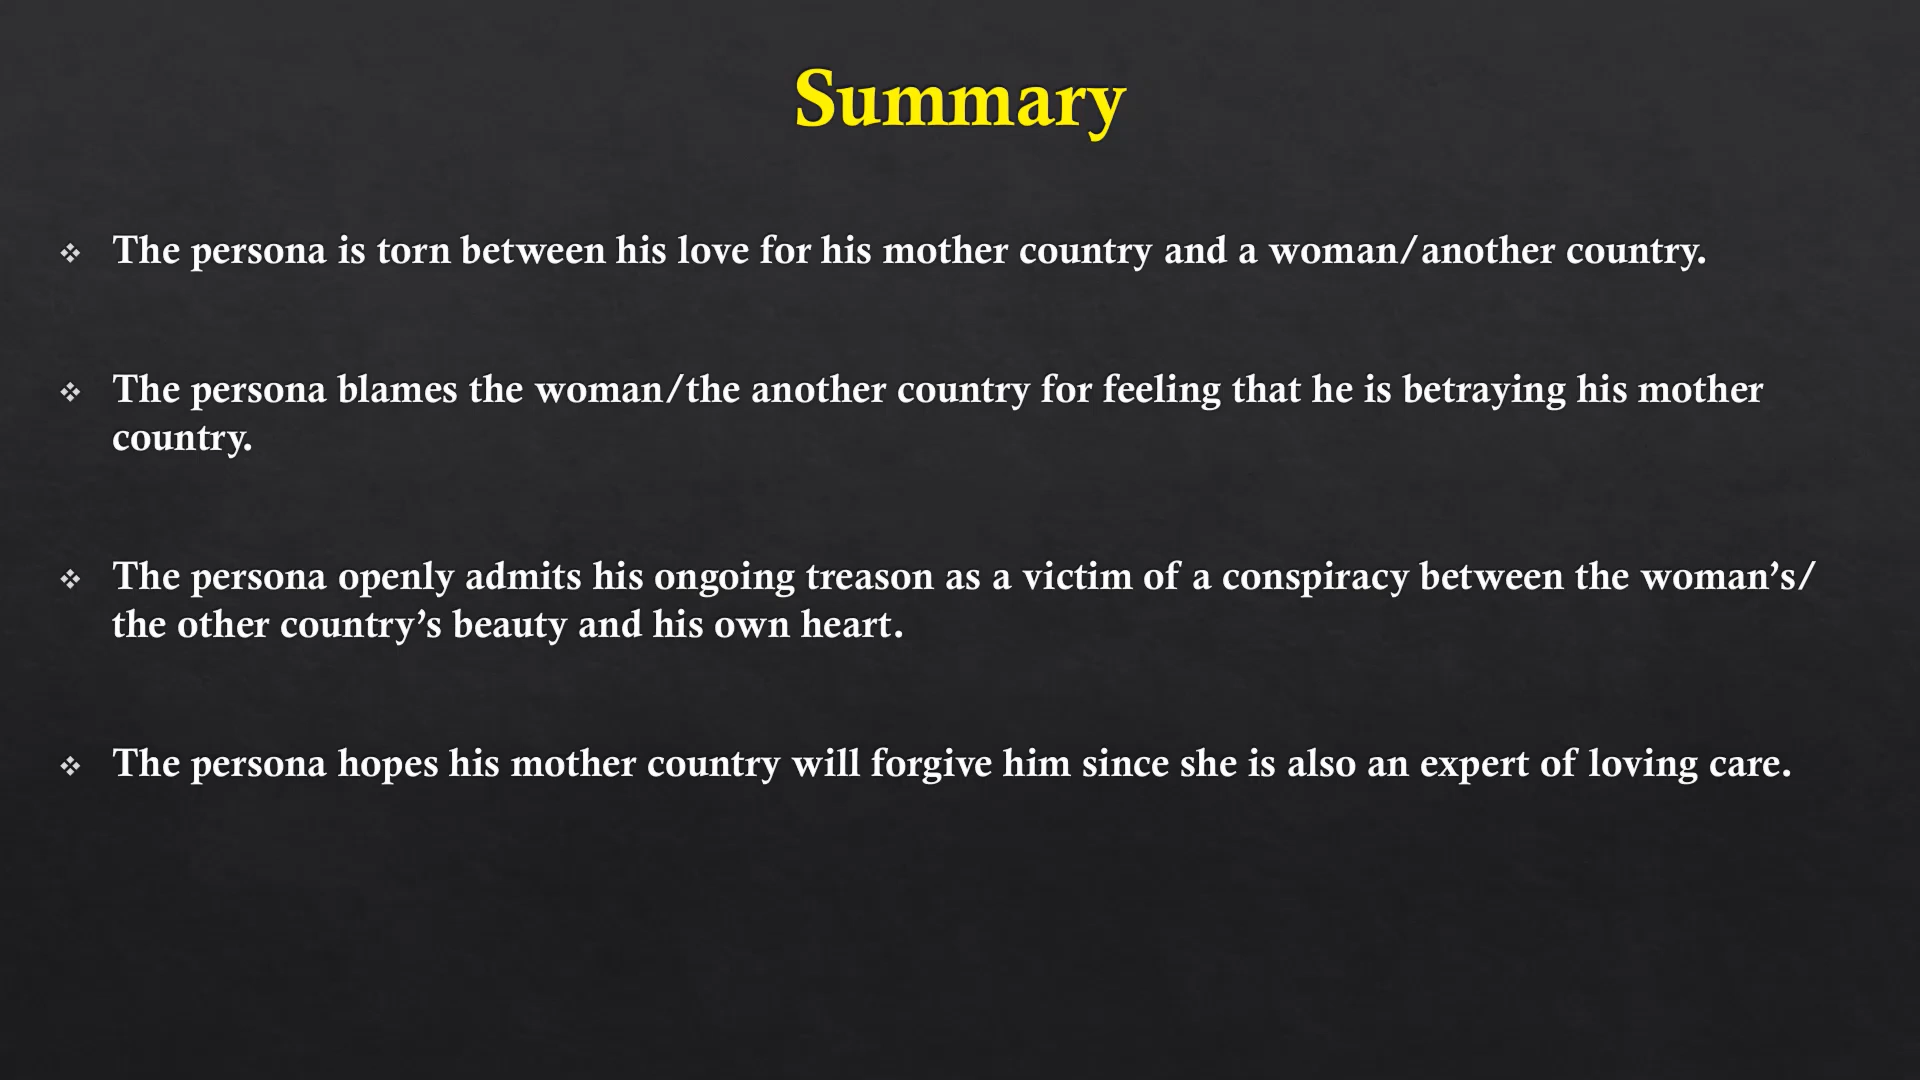 Summary
❖ The persona is torn between his love for his mother country and a woman/another country.
❖ The persona blames the woman/the another country for feeling that he is betraying his mother
country.
❖ The persona openly admits his ongoing treason as a victim of a conspiracy between the woman’s/
the other country’s beauty and his own heart.
❖ The persona hopes his mother country will forgive him since she is also an expert of loving care.